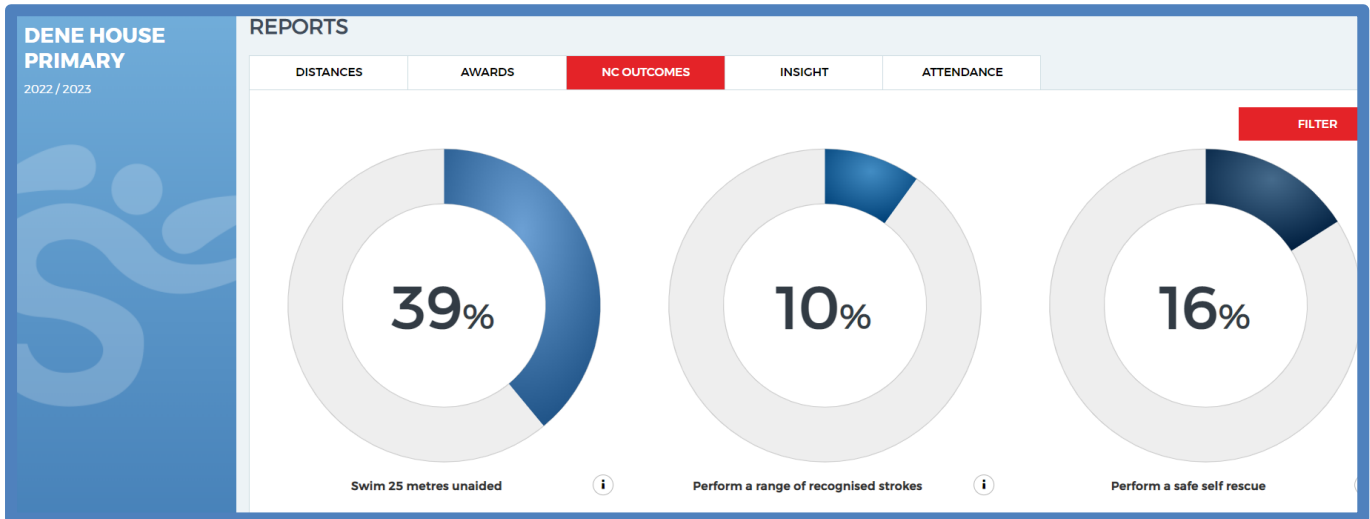 DENE HOUSE
PRIMARY
2022 / 2023
REPORTS
DISTANCES
AWARDS
NC OUTCOMES
INSIGHT
ATTENDANCE
FILTER
39%
10%
16%
Swim 25 metres unaided
i
Perform a range of recognised strokes
i
Perform a safe self rescue